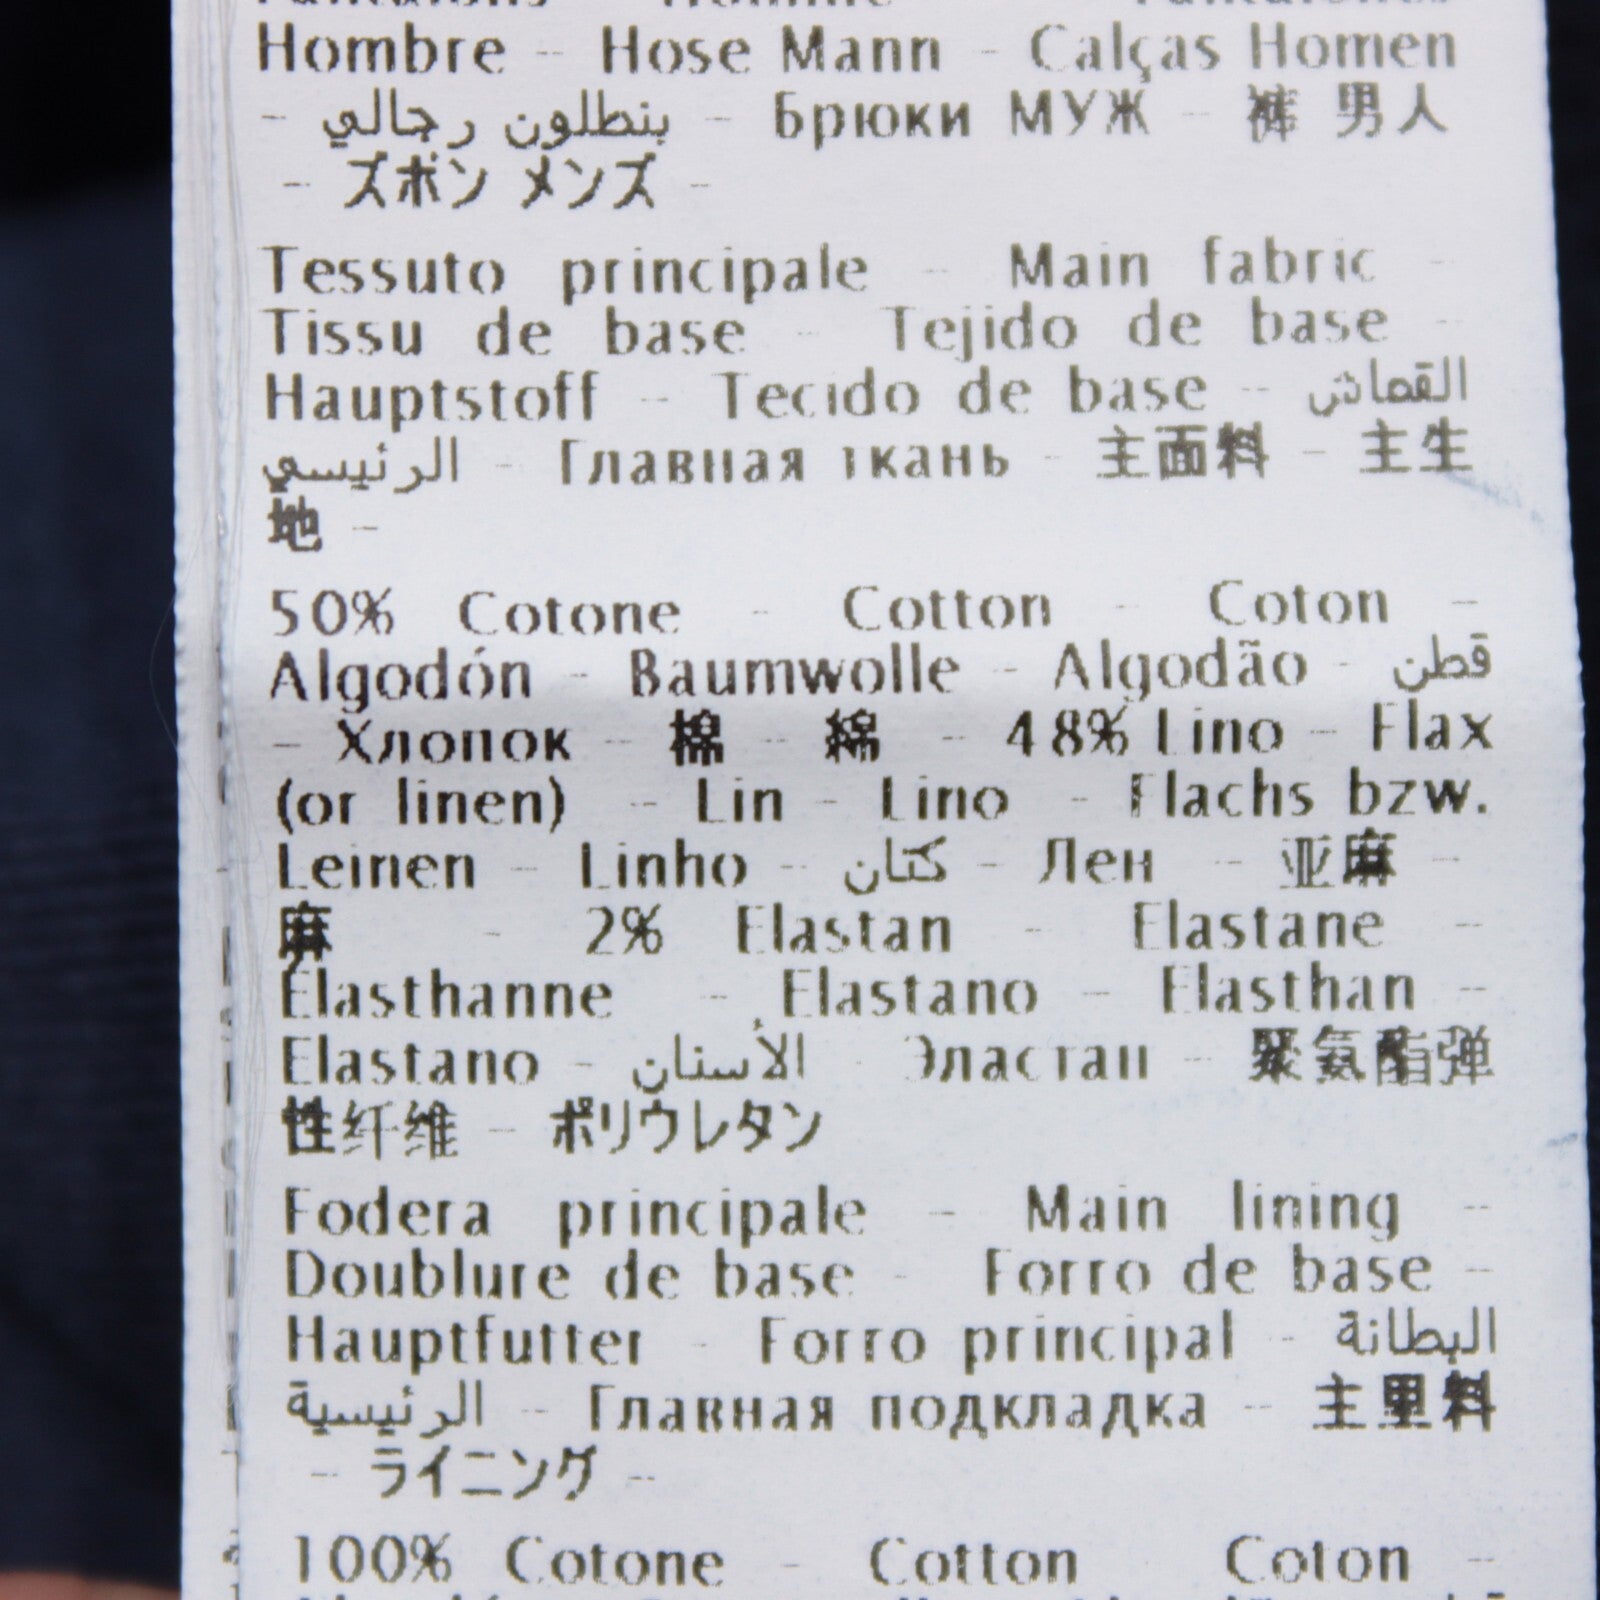 Hombre - Hose Mann - Calças Homen
- بنطلون رجالي - Брюки МУЖ - 裤 男人
- ズボン メンズ -
Tessuto principale - Main fabric -
Tissu de base - Tejido de base -
Hauptstoff - Tecido de base - القماش
الرئيسي - Главная ткань - 主面料 - 主生
地 -
50% Cotone - Cotton - Coton -
Algodón - Baumwolle - Algodão - قطن
- Хлопок - 棉 - 綿 - 48% Lino - Flax
(or linen) - Lin - Lino - Flachs bzw.
Leinen - Linho - كتان - Лен - 亚麻 -
麻 - 2% Elastan - Elastane -
Elasthanne - Elastano - Elasthan -
Elastano - الأسنان - Эластан - 聚氨酯弹
性纤维 - ポリウレタン
Fodera principale - Main lining -
Doublure de base - Forro de base -
Hauptfutter - Forro principal - البطانة
الرئيسية - Главная подкладка - 主里料
- ライニング -
100% Cotone - Cotton - Coton -